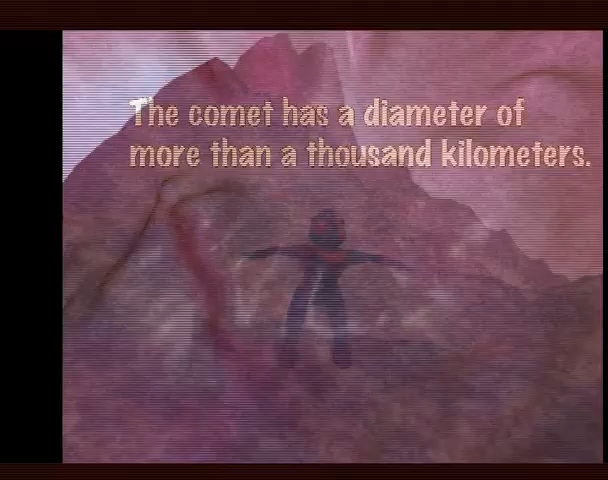 The comet has a diameter of
more than a thousand kilometers.